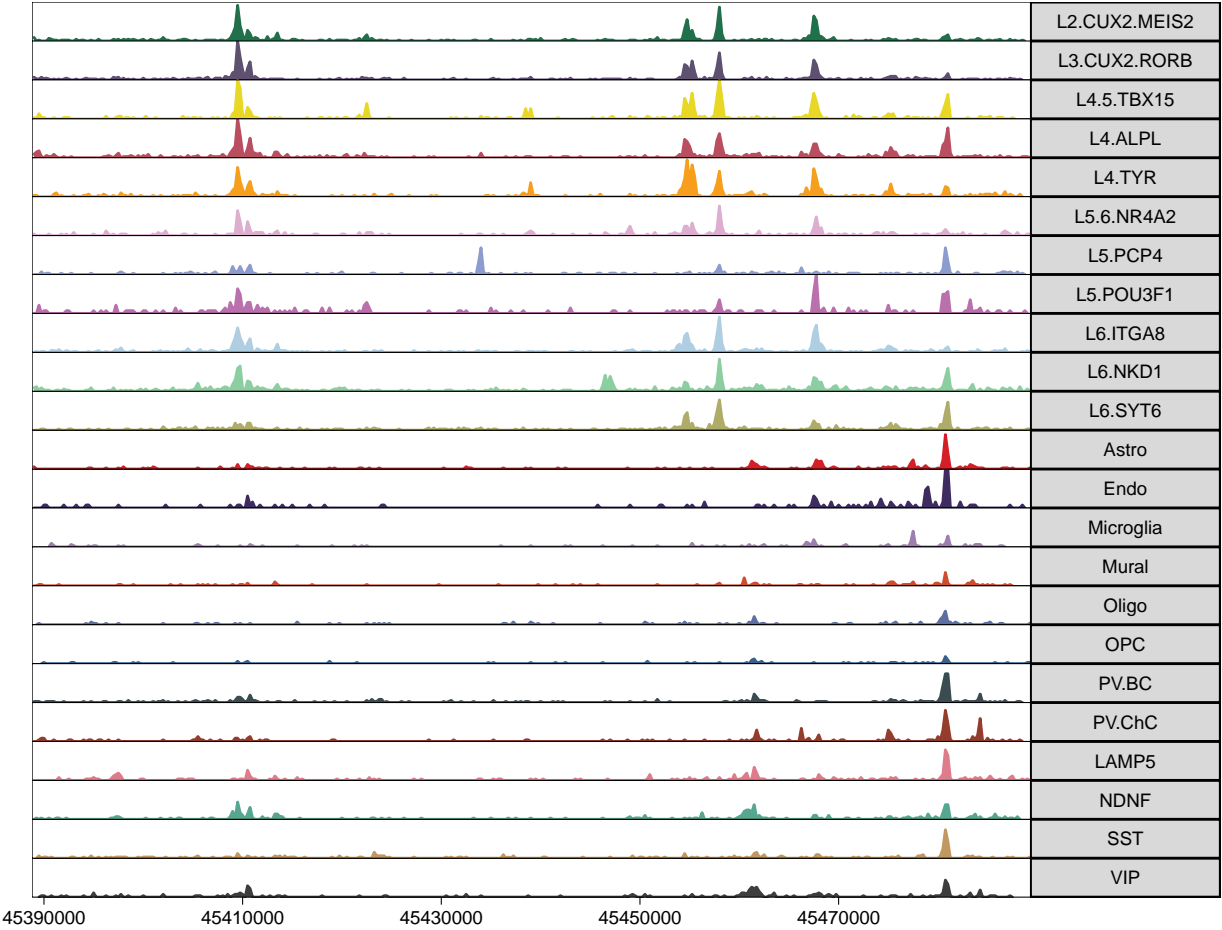 L2.CUX2.MEIS2
L3.CUX2.RORB
L4.5.TBX15
L4.ALPL
L4.TYR
L5.6.NR4A2
L5.PCP4
L5.POU3F1
L6.ITGA8
L6.NKD1
L6.SYT6
Astro
Endo
Microglia
Mural
Oligo
OPC
PV.BC
PV.ChC
LAMP5
NDNF
SST
VIP
45390000 45410000 45430000 45450000 45470000